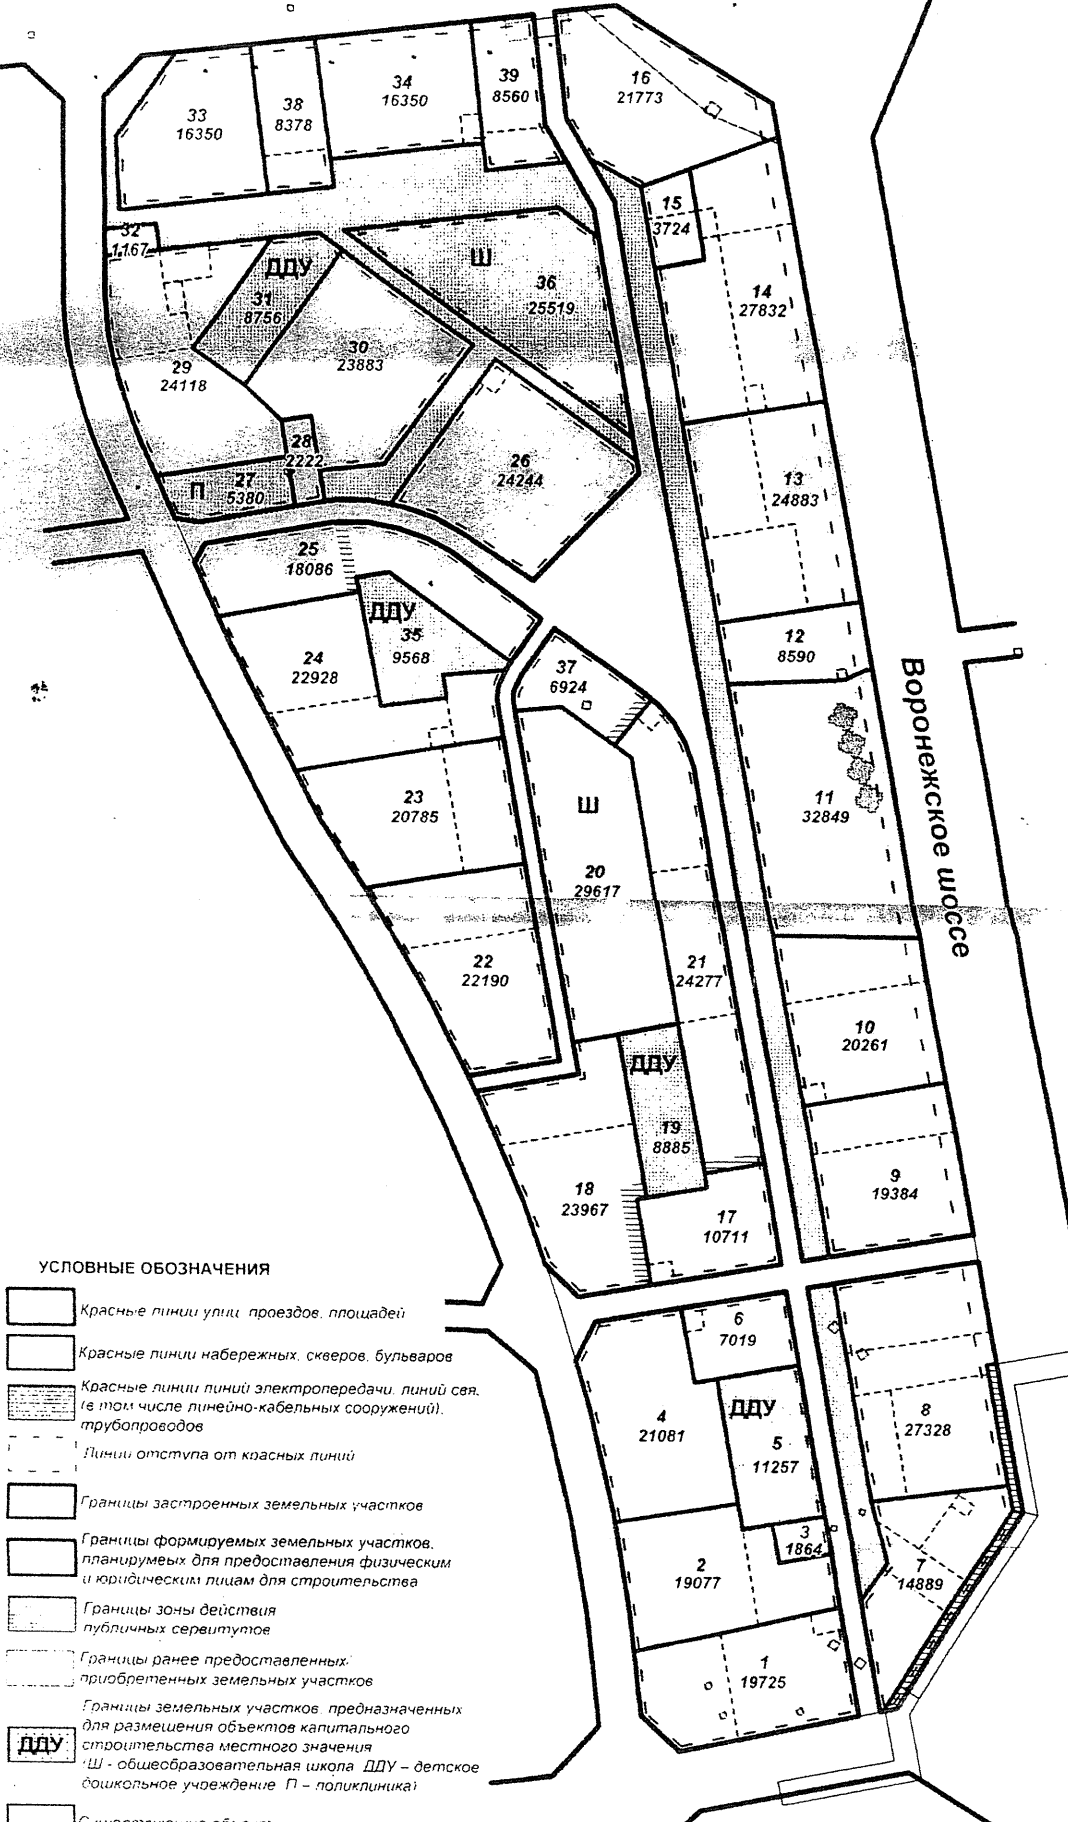 16
21773
39
8560
34
16350
38
8378
33
16350
15
3724
32
1167
Ш
36
25519
ДДУ
31
8756
14
27832
30
23883
29
24118
28
2222
26
24244
П
27
5380
13
24883
25
18086
ДДУ
35
9568
12
8590
24
22928
37
6924
Воронежское шоссе
11
32849
23
20785
Ш
20
29617
22
22190
21
24277
10
20261
ДДУ
19
8885
9
19384
18
23967
17
10711
6
7019
ДДУ
5
11257
4
21081
8
27328
3
1864
2
19077
7
14889
1
19725
УСЛОВНЫЕ ОБОЗНАЧЕНИЯ
Красные линии улиц проездов, площадей
Красные линии набережных, скверов, бульваров
Красные линии линий электропередачи, линий свя.
(в том числе линейно-кабельных сооружений),
трубопроводов
Линии отступа от красных линий
Границы застроенных земельных участков
Границы формируемых земельных участков,
планирумеых для предоставления физическим
и юридическим лицам для строительства
Границы зоны действия
публичных сервитутов
Границы ранее предоставленных/
приобретенных земельных участков
Границы земельных участков, предназначенных
для размещения объектов капитального
ДДУ строительства местного значения
(Ш - общеобразовательная школа ДДУ – детское
дошкольное учреждение П – поликлиника)